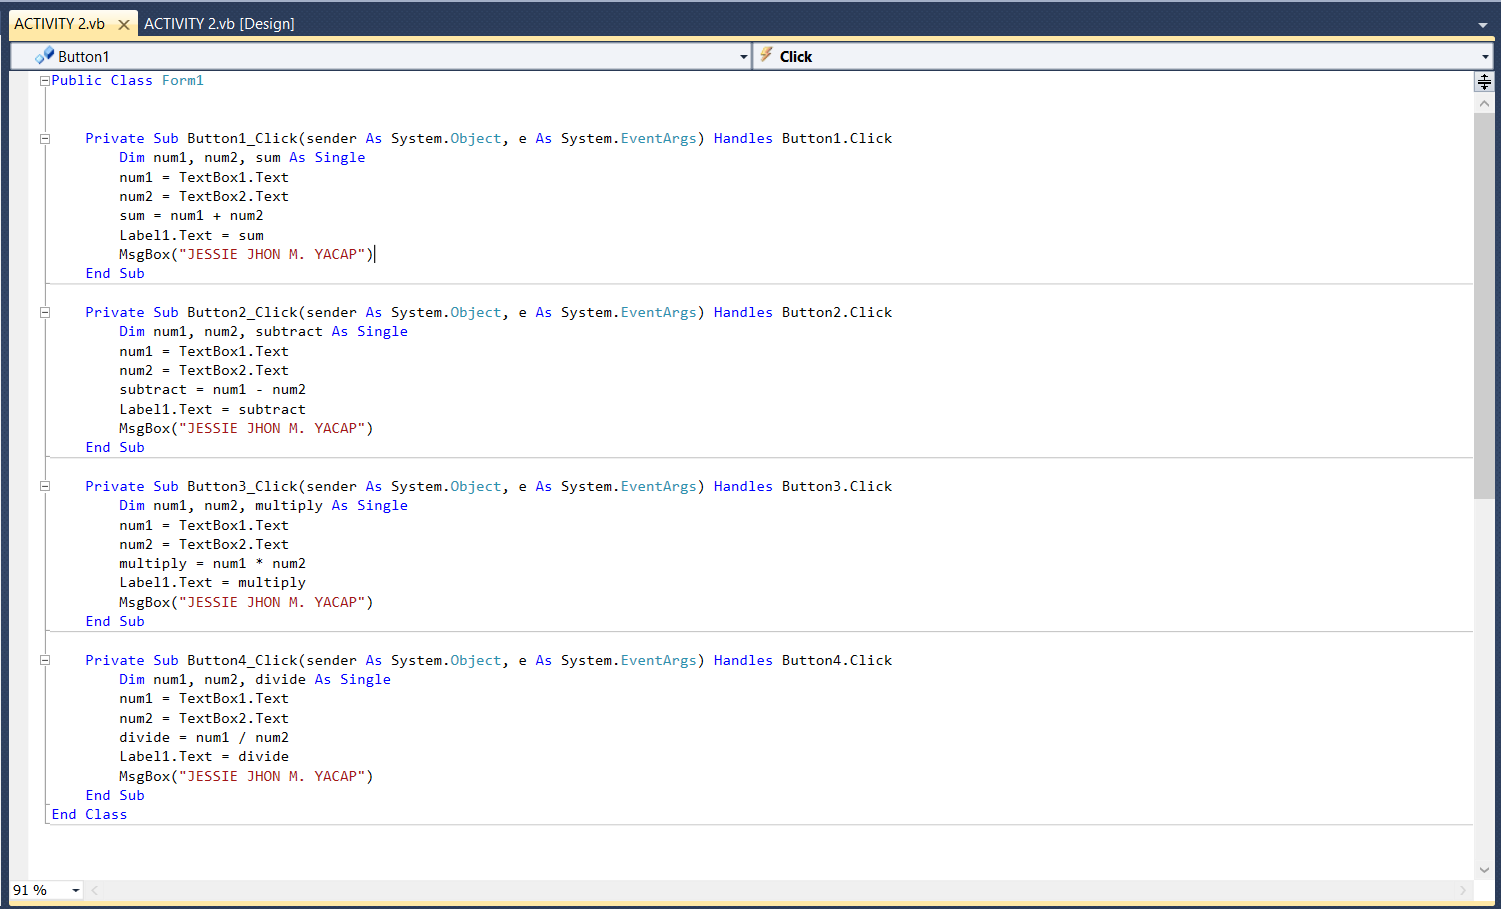 ACTIVITY 2.vb ACTIVITY 2.vb [Design]
Button1 Click
Public Class Form1
Private Sub Button1_Click(sender As System.Object, e As System.EventArgs) Handles Button1.Click
Dim num1, num2, sum As Single
num1 = TextBox1.Text
num2 = TextBox2.Text
sum = num1 + num2
Label1.Text = sum
MsgBox("JESSIE JHON M. YACAP")
End Sub
Private Sub Button2_Click(sender As System.Object, e As System.EventArgs) Handles Button2.Click
Dim num1, num2, subtract As Single
num1 = TextBox1.Text
num2 = TextBox2.Text
subtract = num1 - num2
Label1.Text = subtract
MsgBox("JESSIE JHON M. YACAP")
End Sub
Private Sub Button3_Click(sender As System.Object, e As System.EventArgs) Handles Button3.Click
Dim num1, num2, multiply As Single
num1 = TextBox1.Text
num2 = TextBox2.Text
multiply = num1 * num2
Label1.Text = multiply
MsgBox("JESSIE JHON M. YACAP")
End Sub
Private Sub Button4_Click(sender As System.Object, e As System.EventArgs) Handles Button4.Click
Dim num1, num2, divide As Single
num1 = TextBox1.Text
num2 = TextBox2.Text
divide = num1 / num2
Label1.Text = divide
MsgBox("JESSIE JHON M. YACAP")
End Sub
End Class
91 %